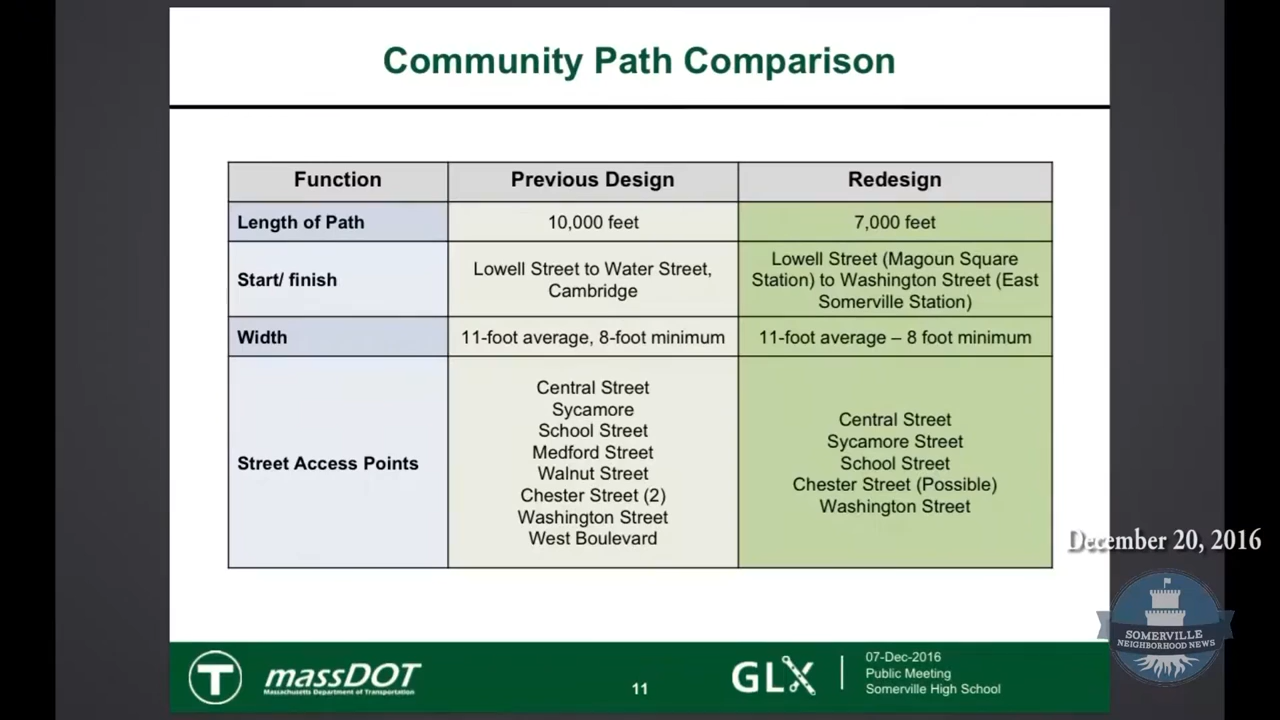 Community Path Comparison
Function
Previous Design
Redesign
Length of Path
10,000 feet
7,000 feet
Start/ finish
Lowell Street to Water Street,
Cambridge
Lowell Street (Magoun Square
Station) to Washington Street (East
Somerville Station)
Width
11-foot average, 8-foot minimum
11-foot average – 8 foot minimum
Street Access Points
Central Street
Sycamore
School Street
Medford Street
Walnut Street
Chester Street (2)
Washington Street
West Boulevard
Central Street
Sycamore Street
School Street
Chester Street (Possible)
Washington Street
December 20, 2016
SOMERVILLE
NEIGHBORHOOD NEWS
T
massDOT
Massachusetts Department of Transportation
11
GLX
07-Dec-2016
Public Meeting
Somerville High School